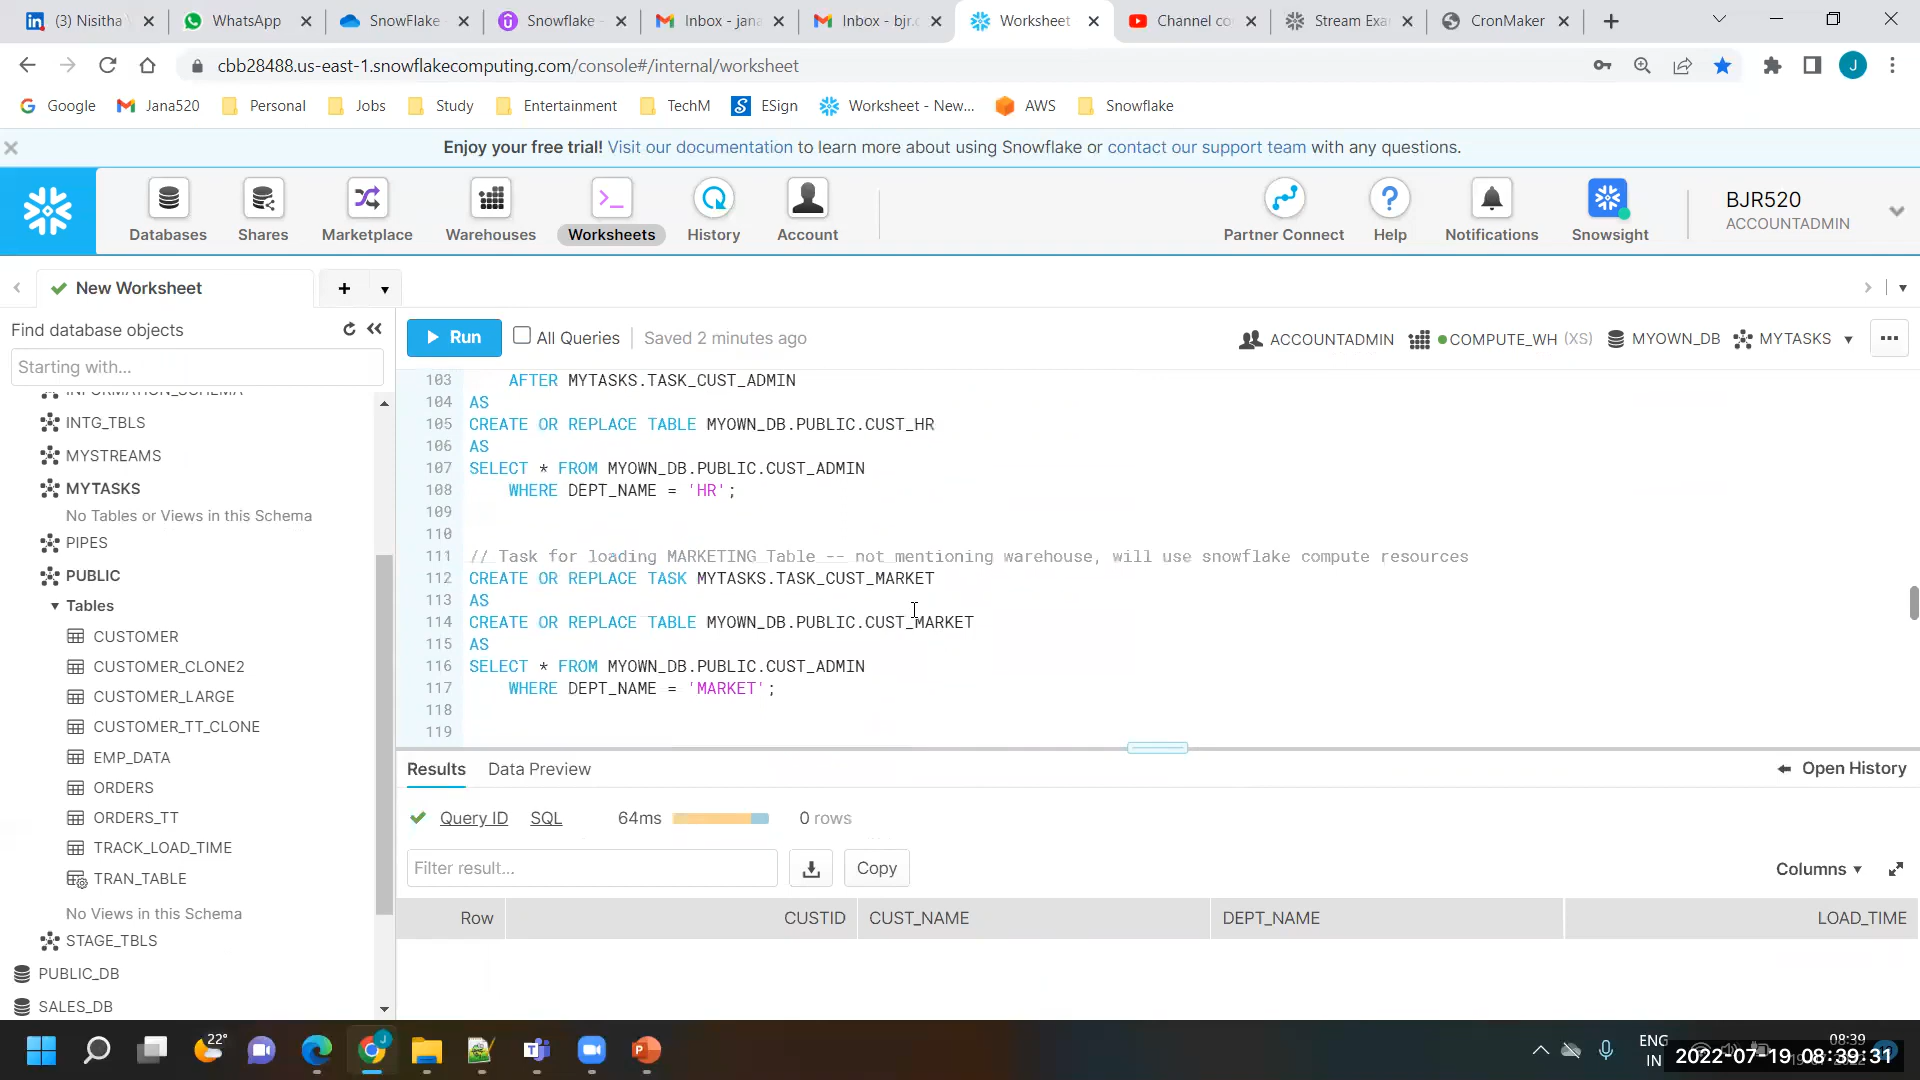 (3) Nisitha
WhatsApp
SnowFlake
Snowflake -
Inbox - jana
Inbox - bjr.c
Worksheet
Channel co
Stream Exa
CronMaker
cbb28488.us-east-1.snowflakecomputing.com/console#/internal/worksheet
J
Google
Jana520
Personal
Jobs
Study
Entertainment
TechM
ESign
Worksheet - New...
AWS
Snowflake
Enjoy your free trial! Visit our documentation to learn more about using Snowflake or contact our support team with any questions.
Databases
Shares
Marketplace
Warehouses
Worksheets
History
Account
Partner Connect
Help
Notifications
Snowsight
BJR520
ACCOUNTADMIN
New Worksheet
Find database objects
Starting with...
INTG_TBLS
MYSTREAMS
MYTASKS
No Tables or Views in this Schema
PIPES
PUBLIC
Tables
CUSTOMER
CUSTOMER_CLONE2
CUSTOMER_LARGE
CUSTOMER_TT_CLONE
EMP_DATA
ORDERS
ORDERS_TT
TRACK_LOAD_TIME
TRAN_TABLE
No Views in this Schema
STAGE_TBLS
PUBLIC_DB
SALES_DB
Run
All Queries
Saved 2 minutes ago
ACCOUNTADMIN
COMPUTE_WH (XS)
MYOWN_DB
MYTASKS
103 AFTER MYTASKS.TASK_CUST_ADMIN
104 AS
105 CREATE OR REPLACE TABLE MYOWN_DB.PUBLIC.CUST_HR
106 AS
107 SELECT * FROM MYOWN_DB.PUBLIC.CUST_ADMIN
108 WHERE DEPT_NAME = 'HR';
109
110
111 // Task for loading MARKETING Table -- not mentioning warehouse, will use snowflake compute resources
112 CREATE OR REPLACE TASK MYTASKS.TASK_CUST_MARKET
113 AS
114 CREATE OR REPLACE TABLE MYOWN_DB.PUBLIC.CUST_MARKET
115 AS
116 SELECT * FROM MYOWN_DB.PUBLIC.CUST_ADMIN
117 WHERE DEPT_NAME = 'MARKET';
118
119
Results
Data Preview
Open History
Query ID
SQL
64ms
0 rows
Filter result...
Copy
Columns
Row
CUSTID
CUST_NAME
DEPT_NAME
LOAD_TIME
22°
ENG
IN
08:39
2022-07-19 08:39:31